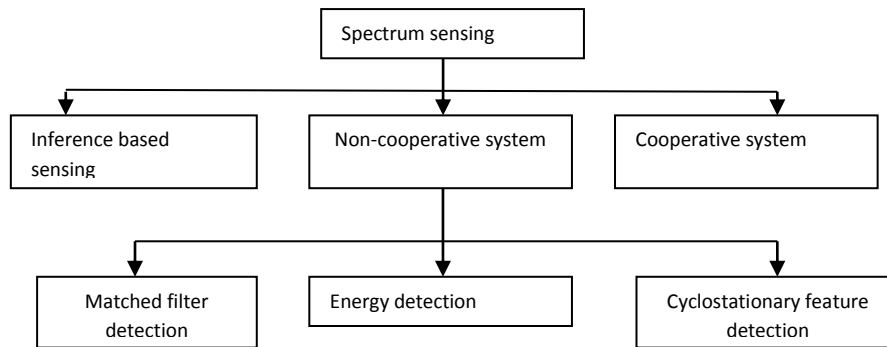 Spectrum sensing
Inference based
sensing
Non-cooperative system
Cooperative system
Matched filter
detection
Energy detection
Cyclostationary feature
detection